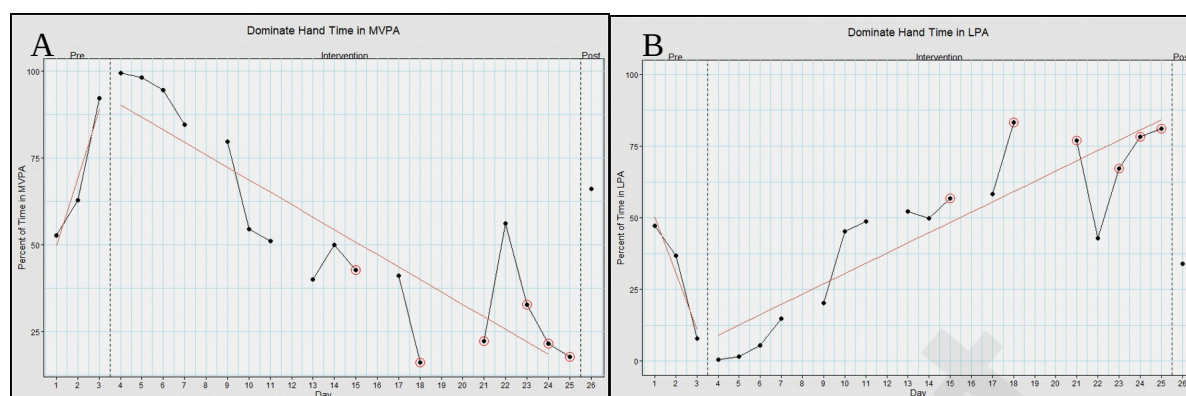 A
Dominate Hand Time in MVPA
Pre Intervention Post
Percent of Time in MVPA
100
75
50
25
1 2 3 4 5 6 7 8 9 10 11 12 13 14 15 16 17 18 19 20 21 22 23 24 25 26
Day
B
Dominate Hand Time in LPA
Pre Intervention Pos
Percent of Time in LPA
100
75
50
25
0
1 2 3 4 5 6 7 8 9 10 11 12 13 14 15 16 17 18 19 20 21 22 23 24 25 26
Day